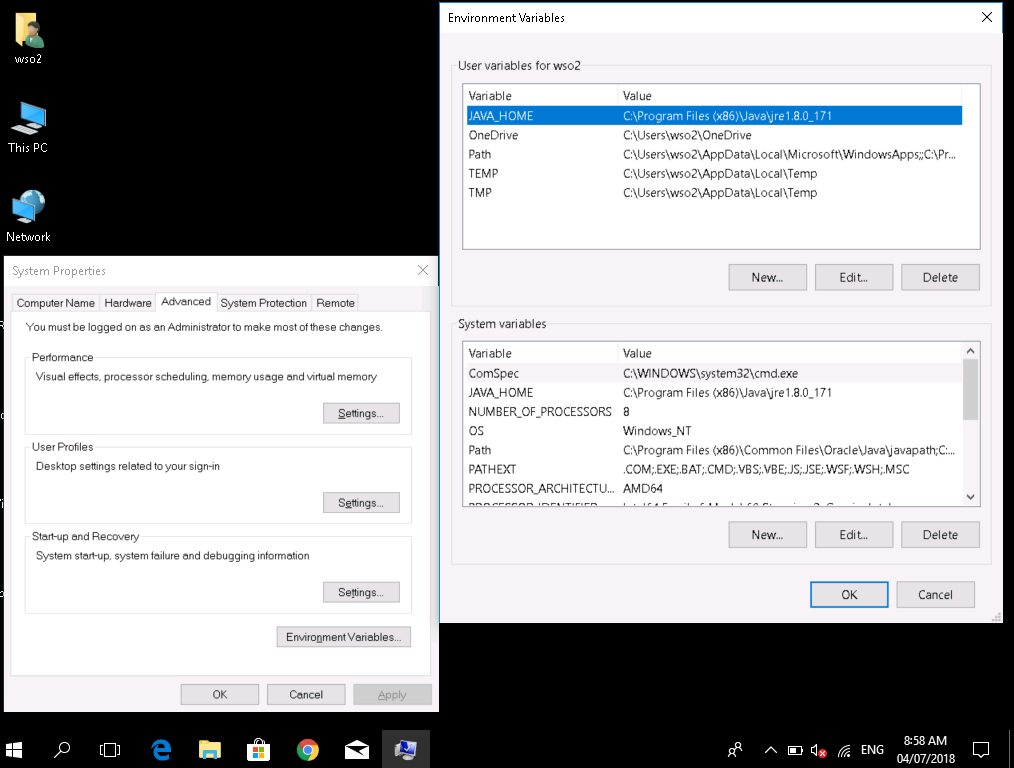 wso2
This PC
Network
Environment Variables
User variables for wso2
Variable Value
JAVA_HOME C:\Program Files (x86)\Java\jre1.8.0_171
OneDrive C:\Users\wso2\OneDrive
Path C:\Users\wso2\AppData\Local\Microsoft\WindowsApps;;C:\Pr...
TEMP C:\Users\wso2\AppData\Local\Temp
TMP C:\Users\wso2\AppData\Local\Temp
New... Edit... Delete
System variables
Variable Value
ComSpec C:\WINDOWS\system32\cmd.exe
JAVA_HOME C:\Program Files (x86)\Java\jre1.8.0_171
NUMBER_OF_PROCESSORS 8
OS Windows_NT
Path C:\Program Files (x86)\Common Files\Oracle\Java\javapath;C:...
PATHEXT .COM;.EXE;.BAT;.CMD;.VBS;.VBE;.JS;.JSE;.WSF;.WSH;.MSC
PROCESSOR_ARCHITECTU... AMD64
New... Edit... Delete
OK Cancel
System Properties
Computer Name Hardware Advanced System Protection Remote
You must be logged on as an Administrator to make most of these changes.
Performance
Visual effects, processor scheduling, memory usage and virtual memory
Settings...
User Profiles
Desktop settings related to your sign-in
Settings...
Start-up and Recovery
System start-up, system failure and debugging information
Settings...
Environment Variables...
OK Cancel Apply
ENG
8:58 AM
04/07/2018